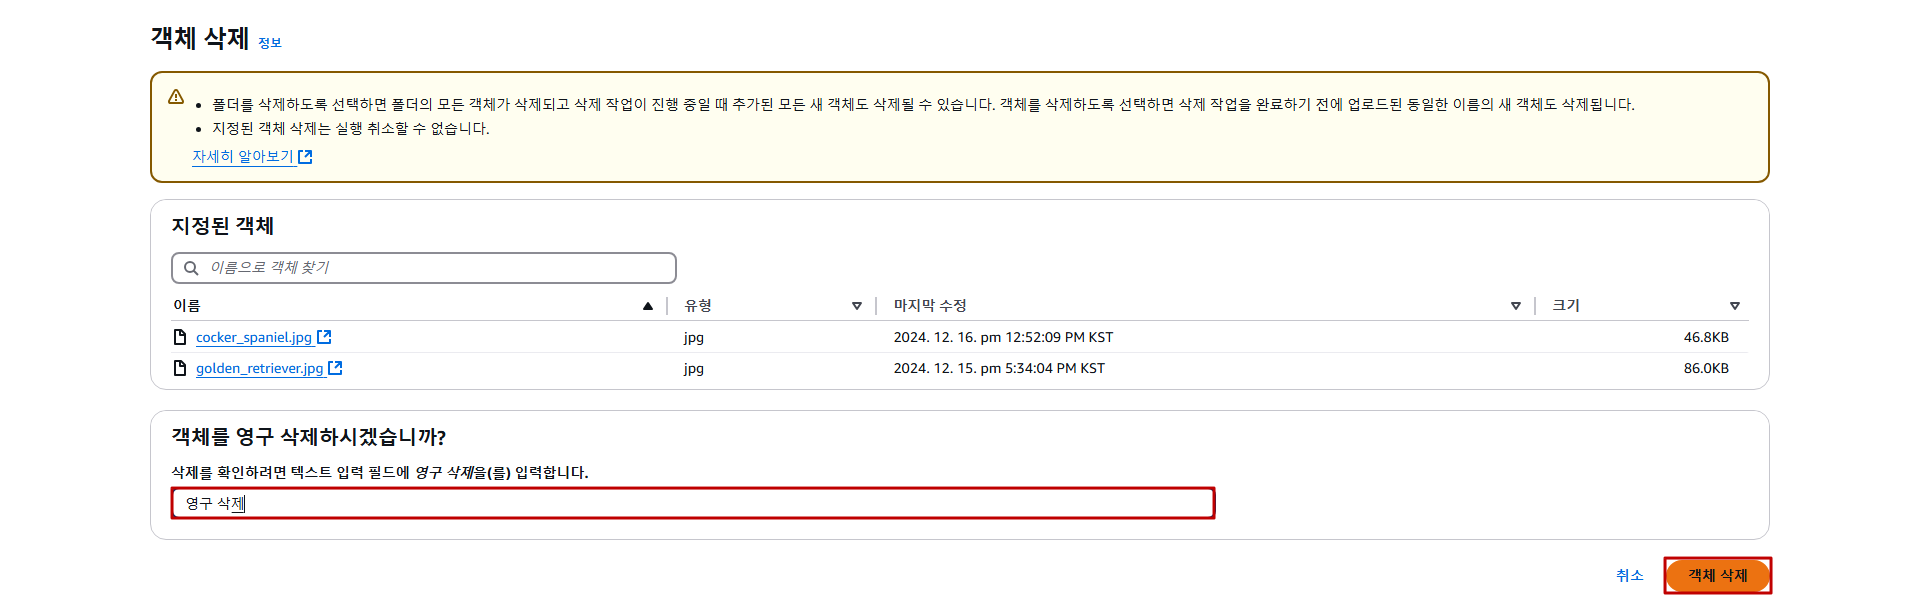 객체 삭제 정보
폴더를 삭제하도록 선택하면 폴더의 모든 객체가 삭제되고 삭제 작업이 진행 중일 때 추가된 모든 새 객체도 삭제될 수 있습니다. 객체를 삭제하도록 선택하면 삭제 작업을 완료하기 전에 업로드된 동일한 이름의 새 객체도 삭제됩니다.
지정된 객체 삭제는 실행 취소할 수 없습니다.
자세히 알아보기
지정된 객체
이름으로 객체 찾기
이름 유형 마지막 수정 크기
cocker_spaniel.jpg jpg 2024. 12. 16. pm 12:52:09 PM KST 46.8KB
golden_retriever.jpg jpg 2024. 12. 15. pm 5:34:04 PM KST 86.0KB
객체를 영구 삭제하시겠습니까?
삭제를 확인하려면 텍스트 입력 필드에 영구 삭제을(를) 입력합니다.
영구 삭제
취소 객체 삭제